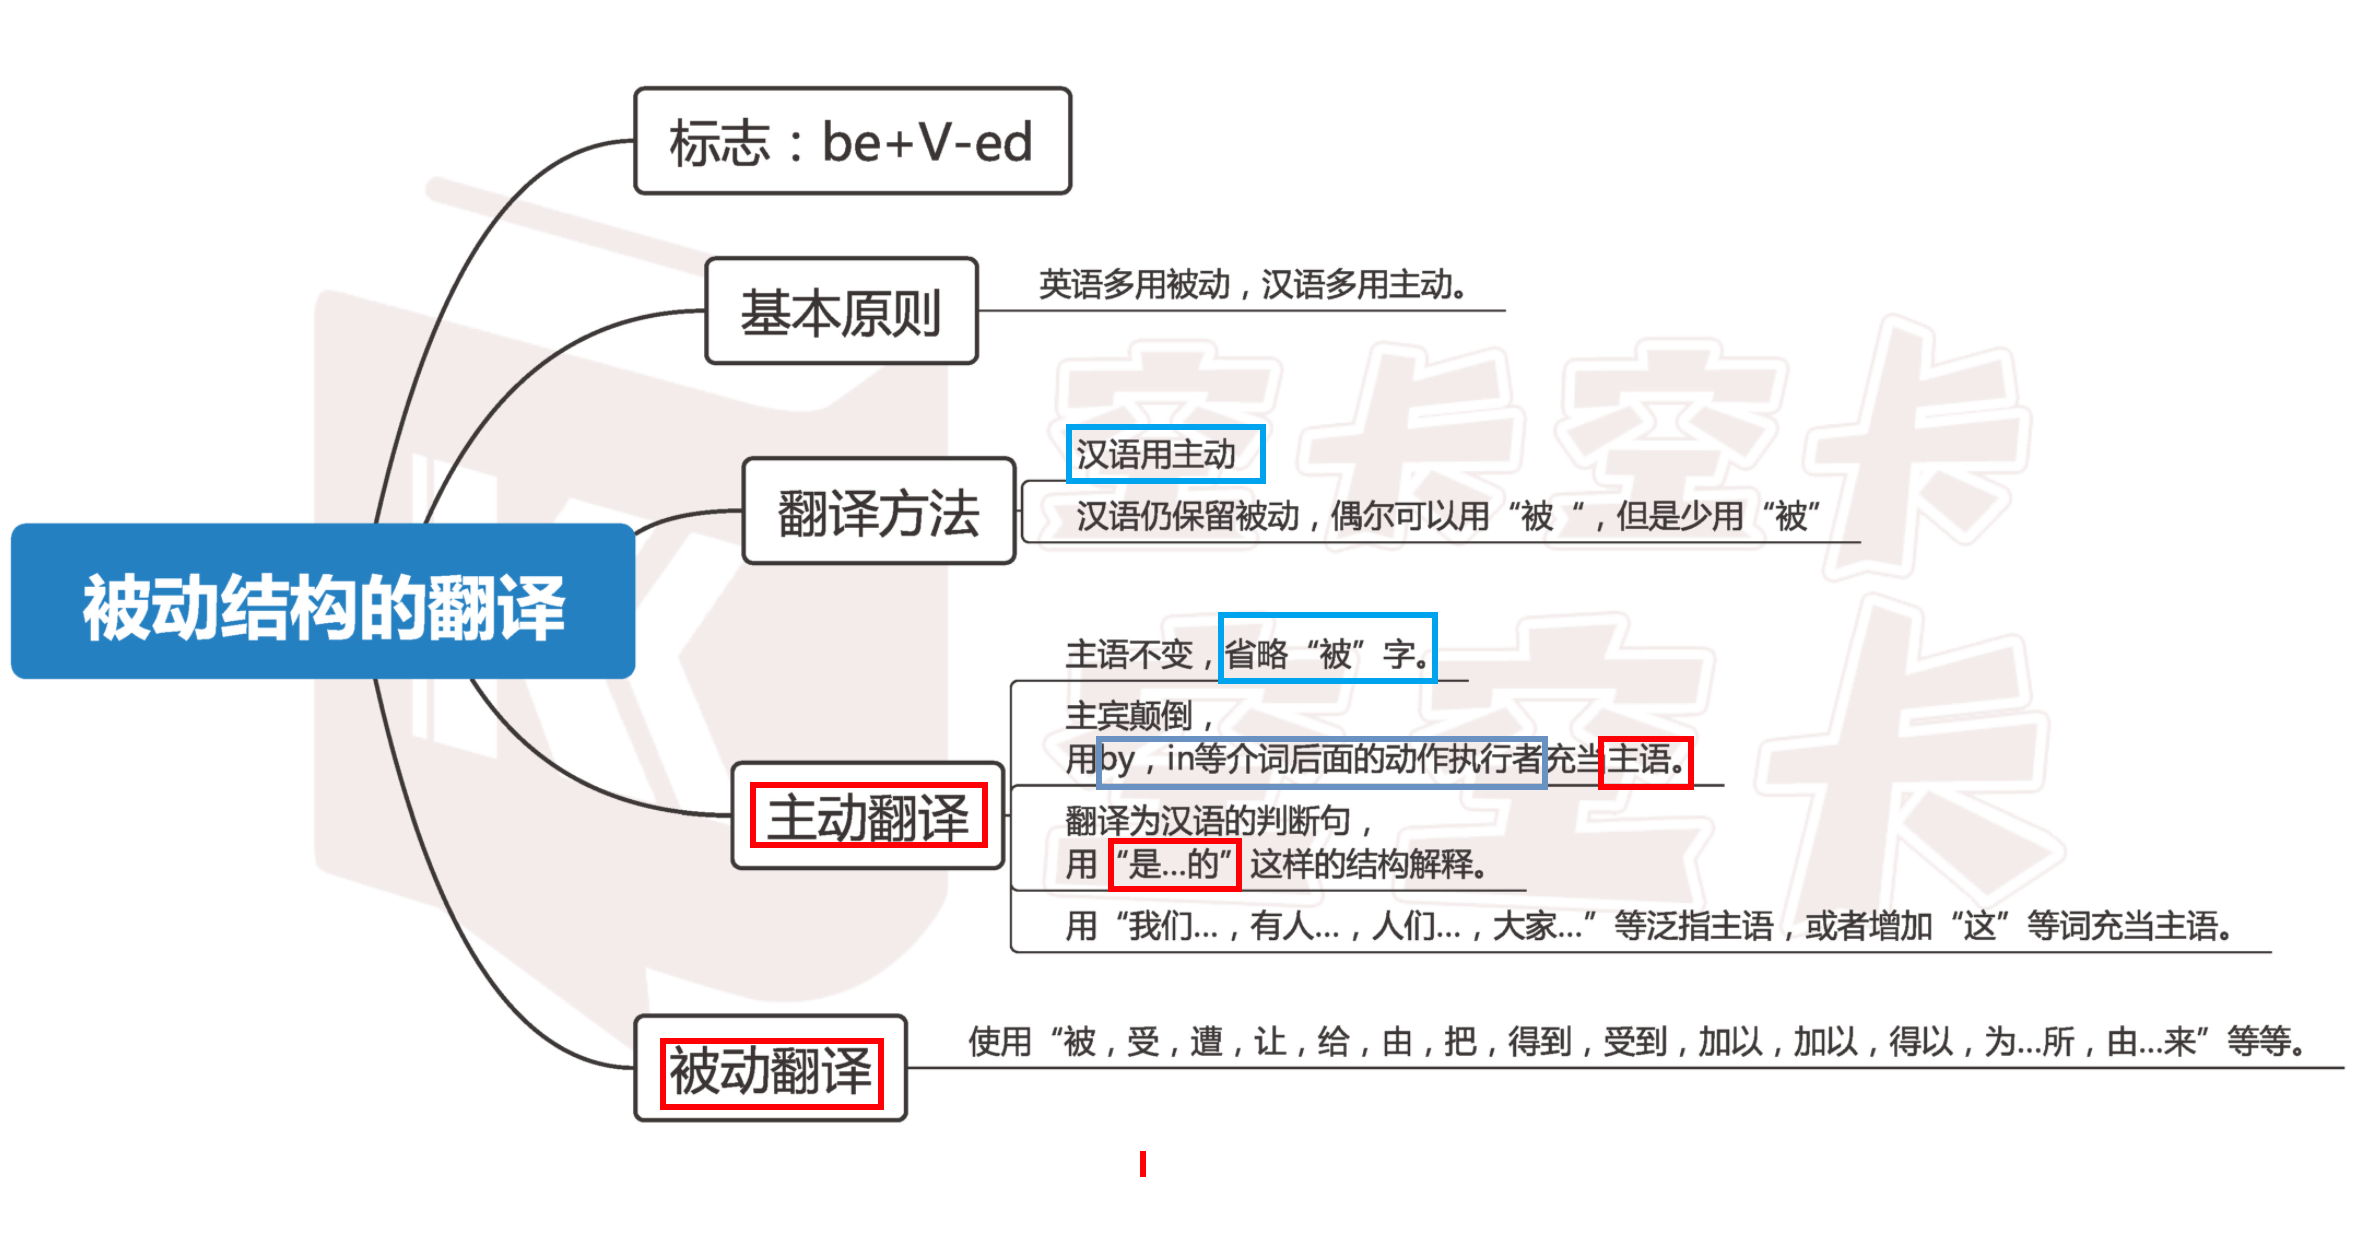 标志：be+V-ed
基本原则
英语多用被动，汉语多用主动。
翻译方法
汉语用主动
汉语仍保留被动，偶尔可以用“被“，但是少用“被”
被动结构的翻译
主动翻译
主语不变，省略“被”字。
主宾颠倒，
用by，in等介词后面的动作执行者充当主语。
翻译为汉语的判断句，
用“是...的”这样的结构解释。
用“我们...，有人...，人们...，大家...”等泛指主语，或者增加“这”等词充当主语。
被动翻译
使用“被，受，遭，让，给，由，把，得到，受到，加以，加以，得以，为...所，由...来”等等。
空卡空卡
空空卡